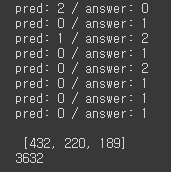 pred: 2 / answer: 0
pred: 0 / answer: 1
pred: 1 / answer: 2
pred: 0 / answer: 1
pred: 0 / answer: 2
pred: 0 / answer: 1
pred: 0 / answer: 1
pred: 0 / answer: 1
[432, 220, 189]
3632